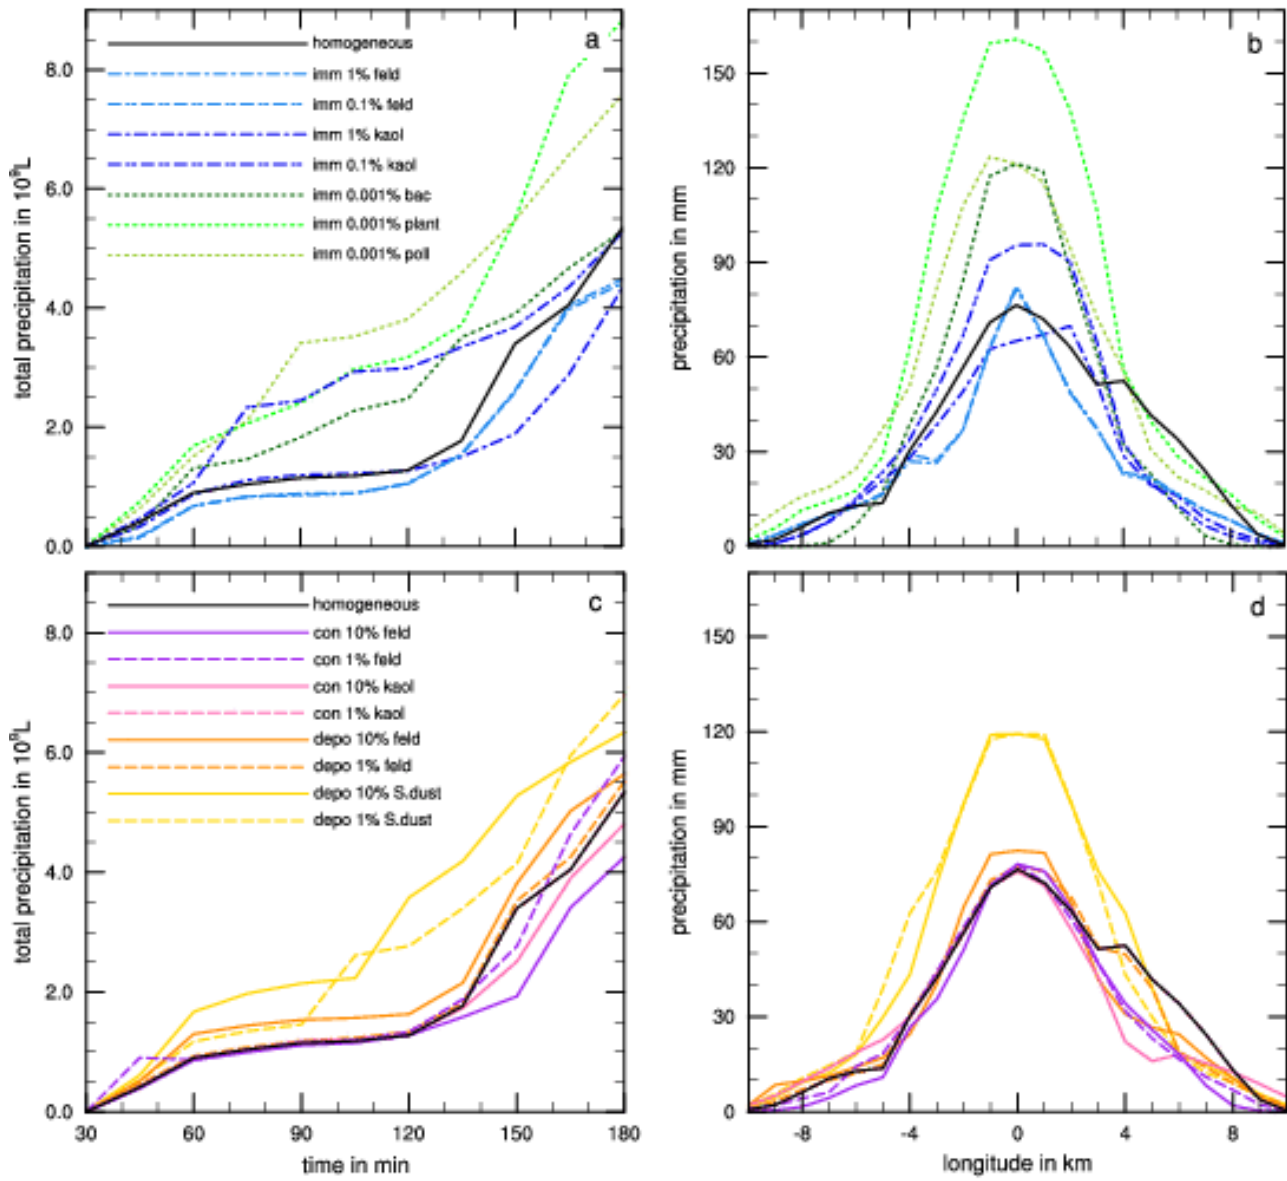 a
homogeneous
imm 1% feld
imm 0.1% feld
imm 1% kaol
imm 0.1% kaol
imm 0.001% bac
imm 0.001% plant
imm 0.001% poll
8.0
6.0
4.0
2.0
0.0
total precipitation in 10⁹L
b
150
120
90
60
30
0
precipitation in mm
c
homogeneous
con 10% feld
con 1% feld
con 10% kaol
con 1% kaol
depo 10% feld
depo 1% feld
depo 10% S.dust
depo 1% S.dust
8.0
6.0
4.0
2.0
0.0
total precipitation in 10⁹L
30 60 90 120 150 180
time in min
d
150
120
90
60
30
0
precipitation in mm
-8 -4 0 4 8
longitude in km